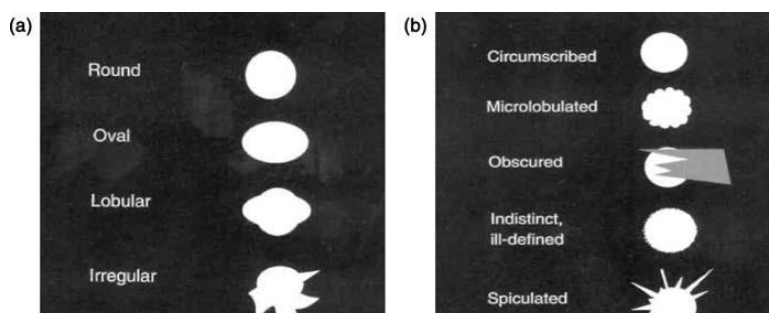 (a)
Round
Oval
Lobular
Irregular
(b)
Circumscribed
Microlobulated
Obscured
Indistinct,
ill-defined
Spiculated